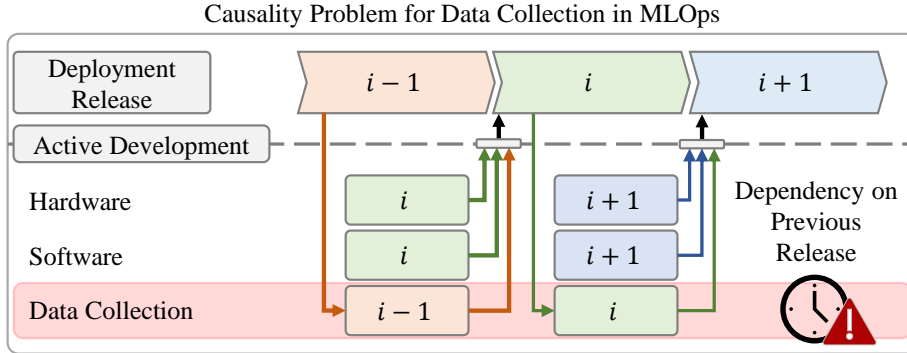 Causality Problem for Data Collection in MLOps
Deployment
Release
i − 1
i
i + 1
Active Development
Hardware
i
i + 1
Dependency on
Previous
Release
Software
i
i + 1
Data Collection
i − 1
i
!